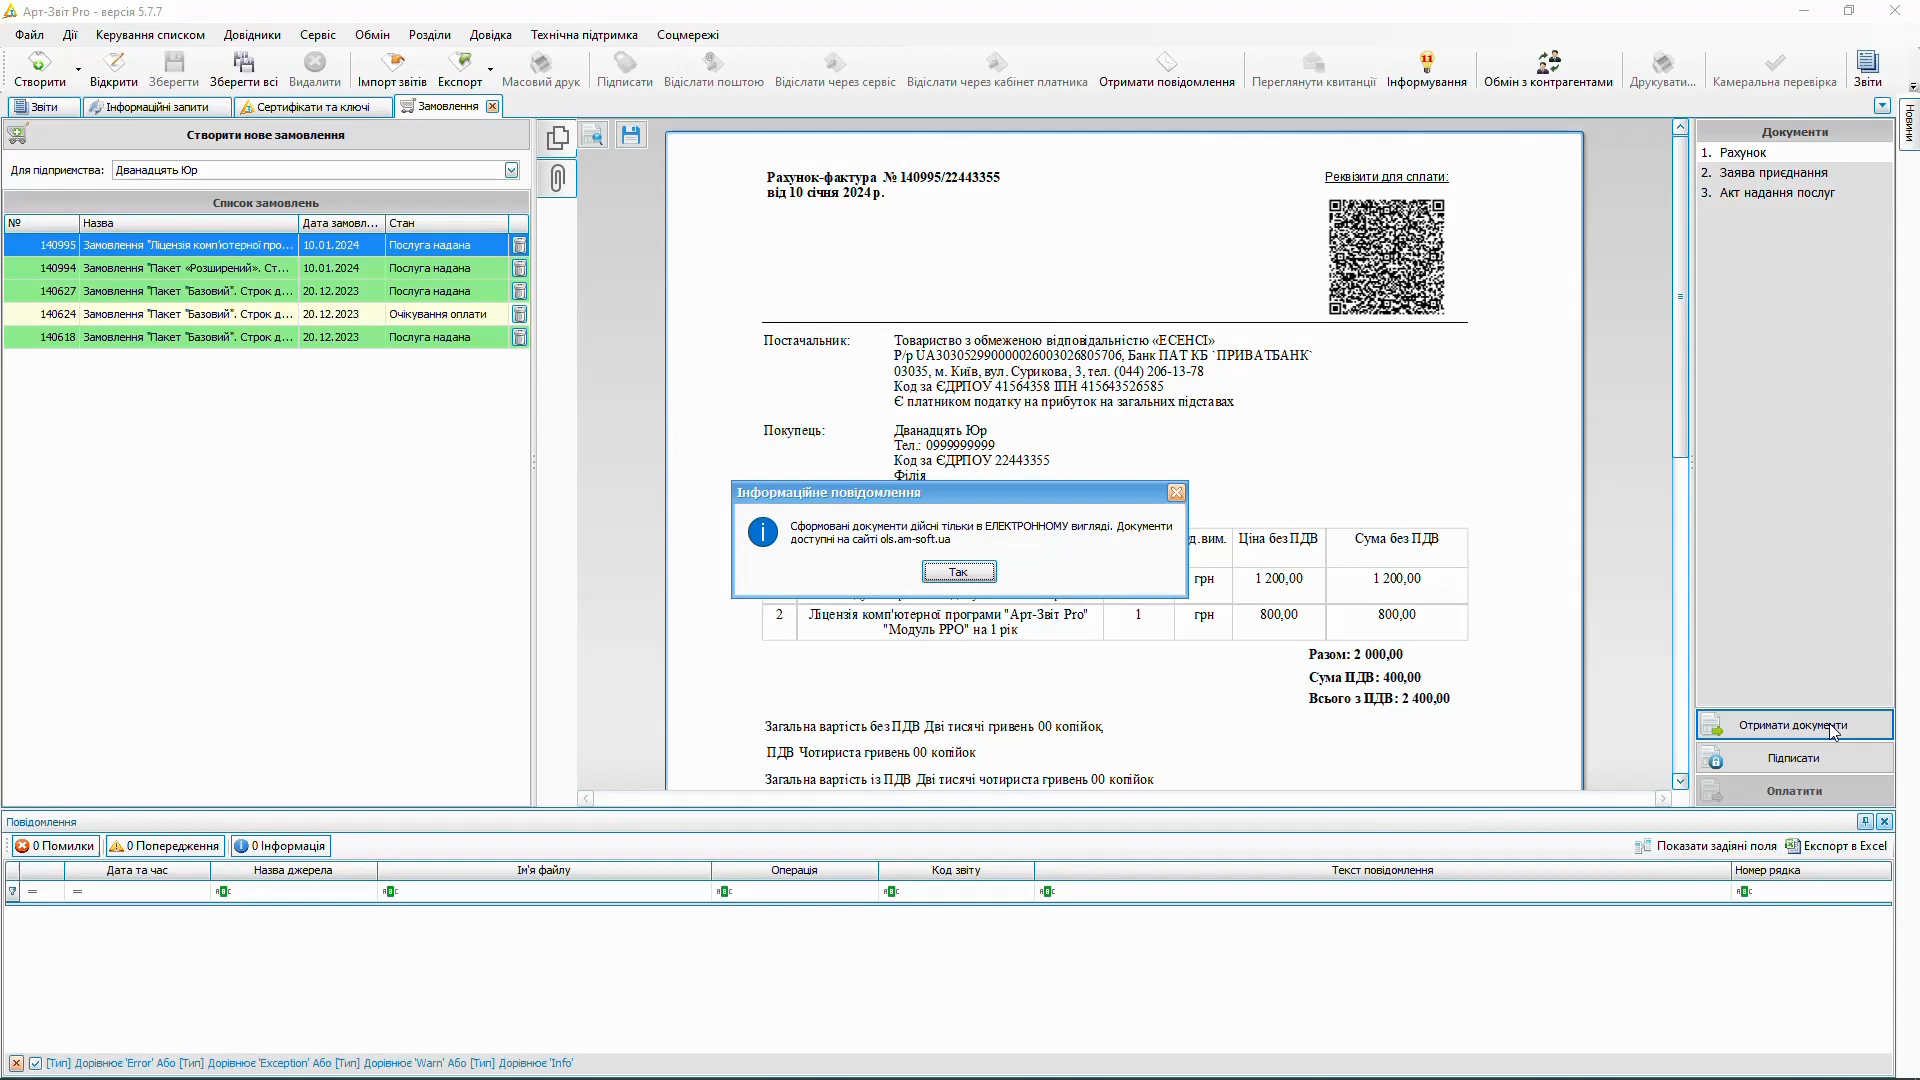 Арт-Звіт Pro - версія 5.7.7
Файл Дії Керування списком Довідники Сервіс Обмін Розділи Довідка Технічна підтримка Соцмережі
Створити Відкрити Зберегти Зберегти всі Видалити Імпорт звітів Експорт Масовий друк Підписати Відіслати поштою Відіслати через сервіс Відіслати через кабінет платника Отримати повідомлення Переглянути квитанції 11 Інформування Обмін з контрагентами Друкувати... Камеральна перевірка Звіти
Звіти Інформаційні запити Сертифікати та ключі Замовлення
Новини
Створити нове замовлення
Для підприємства: Дванадцять Юр
Список замовлень
№ Назва Дата замовл... Стан
140995 Замовлення "Ліцензія комп'ютерної про... 10.01.2024 Послуга надана
140994 Замовлення "Пакет «Розширений». Ст... 10.01.2024 Послуга надана
140627 Замовлення "Пакет "Базовий". Строк д... 20.12.2023 Послуга надана
140624 Замовлення "Пакет "Базовий". Строк д... 20.12.2023 Очікування оплати
140618 Замовлення "Пакет "Базовий". Строк д... 20.12.2023 Послуга надана
Рахунок-фактура № 140995/22443355
від 10 січня 2024 р.
Реквізити для сплати:
Постачальник: Товариство з обмеженою відповідальністю «ЕСЕНСІ»
Р/р UA303052990000026003026805706, Банк ПАТ КБ `ПРИВАТБАНК`
03035, м. Київ, вул. Сурикова, 3, тел. (044) 206-13-78
Код за ЄДРПОУ 41564358 ІПН 415643526585
Є платником податку на прибуток на загальних підставах
Покупець: Дванадцять Юр
Тел.: 0999999999
Код за ЄДРПОУ 22443355
Філія
Інформаційне повідомлення
Сформовані документи дійсні тільки в ЕЛЕКТРОННОМУ вигляді. Документи
доступні на сайті ols.am-soft.ua
Так
д.вим. Ціна без ПДВ Сума без ПДВ
грн 1 200,00 1 200,00
2 Ліцензія комп'ютерної програми "Арт-Звіт Pro" 1 грн 800,00 800,00
"Модуль РРО" на 1 рік
Разом: 2 000,00
Сума ПДВ: 400,00
Всього з ПДВ: 2 400,00
Загальна вартість без ПДВ Дві тисячі гривень 00 копійок,
ПДВ Чотириста гривень 00 копійок
Загальна вартість із ПДВ Дві тисячі чотириста гривень 00 копійок
Документи
1. Рахунок
2. Заява приєднання
3. Акт надання послуг
Отримати документи
Підписати
Оплатити
Повідомлення
0 Помилки 0 Попередження 0 Інформація Показати задіяні поля Експорт в Excel
Дата та час Назва джерела Ім'я файлу Операція Код звіту Текст повідомлення Номер рядка
[Тип] Дорівнює 'Error' Або [Тип] Дорівнює 'Exception' Або [Тип] Дорівнює 'Warn' Або [Тип] Дорівнює 'Info'